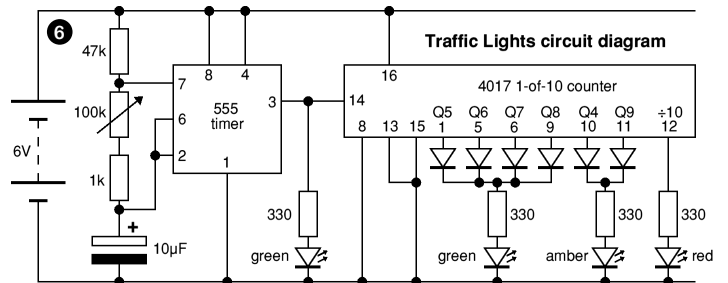 6
Traffic Lights circuit diagram
47k
100k
1k
6V
+
10µF
8 4
7
6
2
555
timer
3
1
330
green
16
4017 1-of-10 counter
14
Q5 Q6 Q7 Q8 Q4 Q9 ÷10
8 13 15 1 5 6 9 10 11 12
330
green
330
amber
330
red